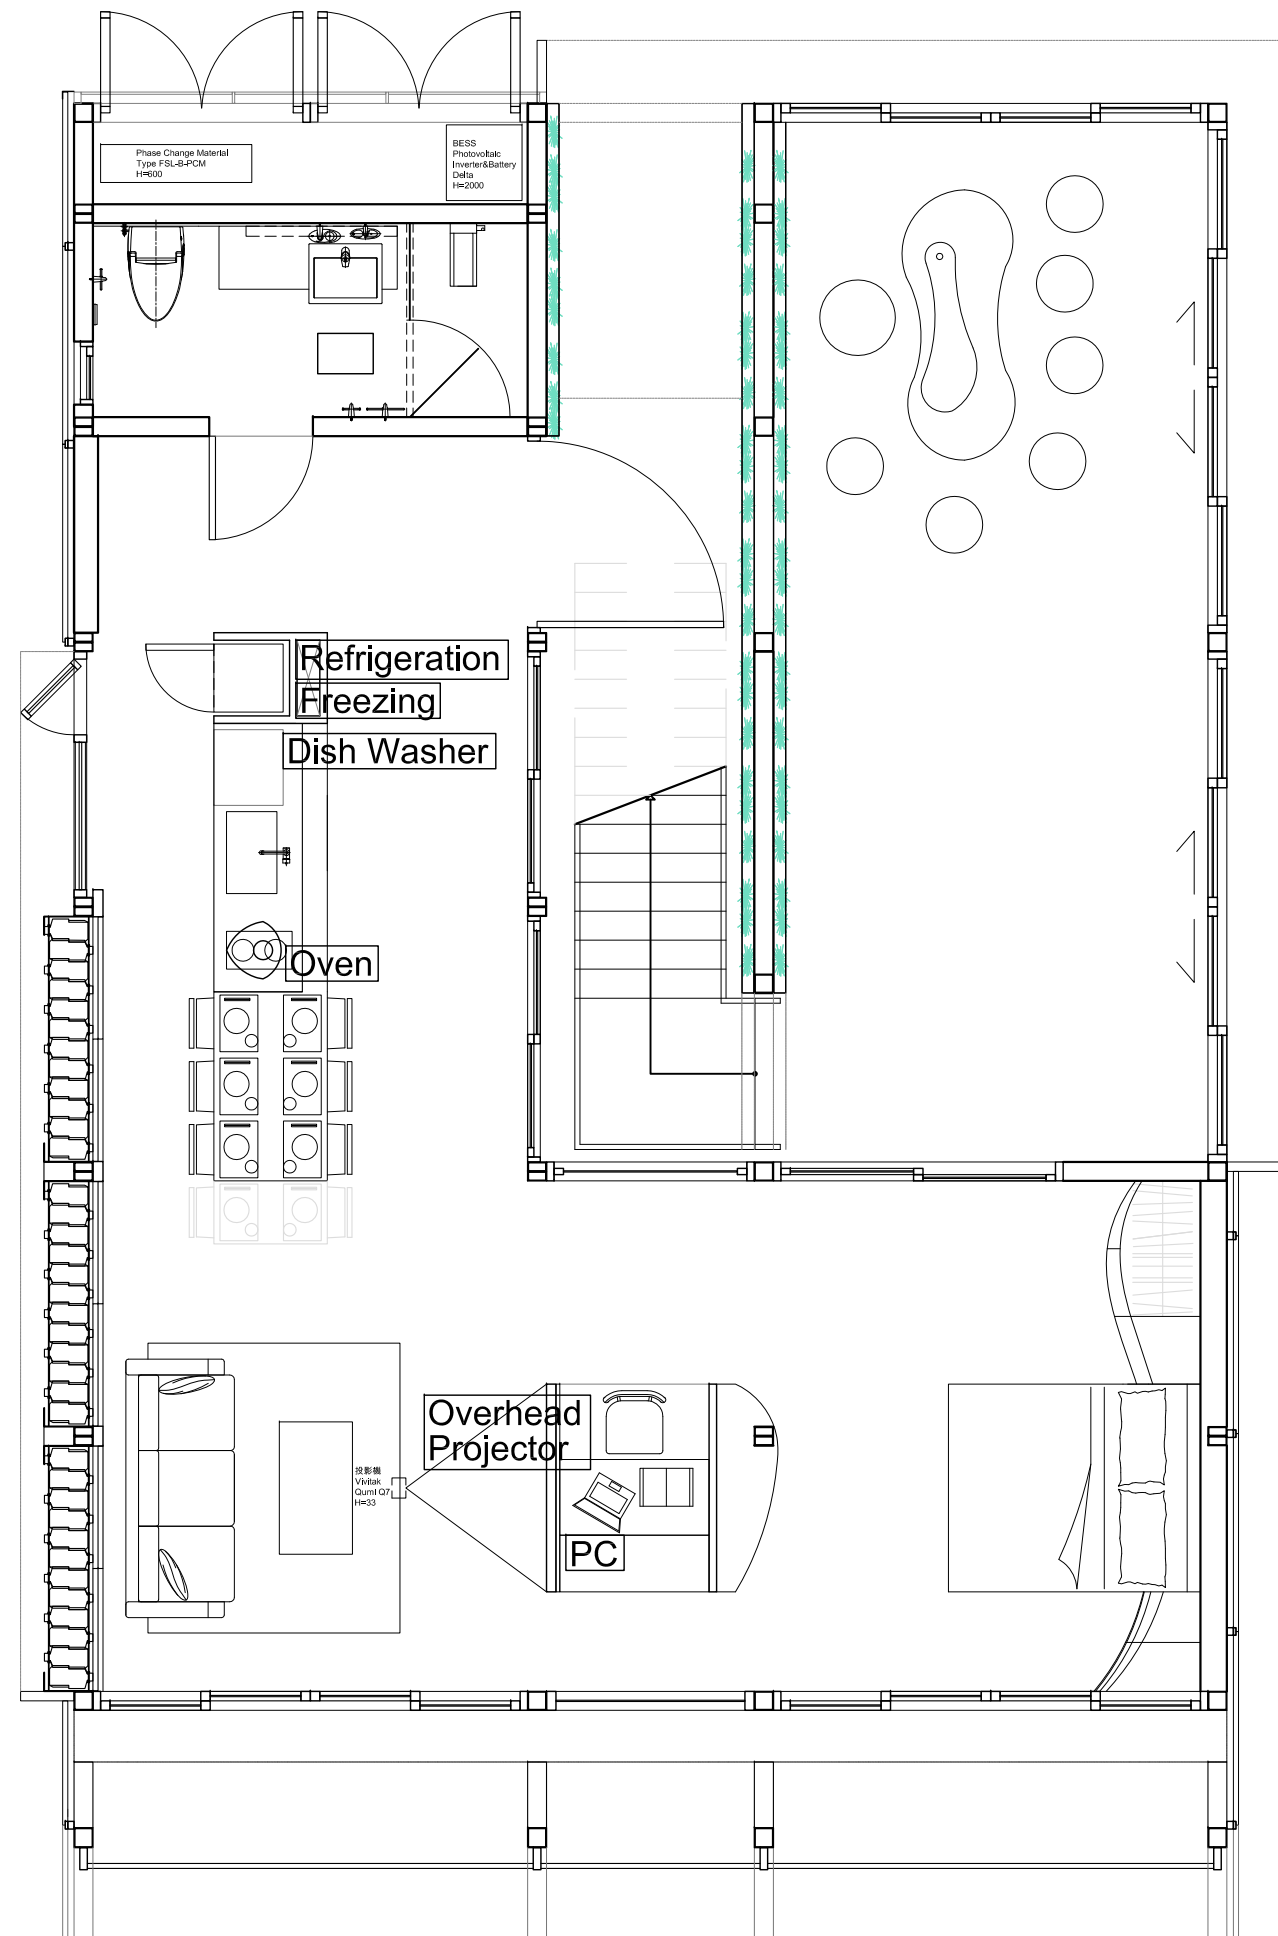 Phase Change Material
Type FSL-B-PCM
H=600
BESS
Photovoltaic
Inverter&Battery
Delta
H=2000
Refrigeration
Freezing
Dish Washer
Oven
Overhead
Projector
投影機
Vivitak
Qumi Q7
H=33
PC